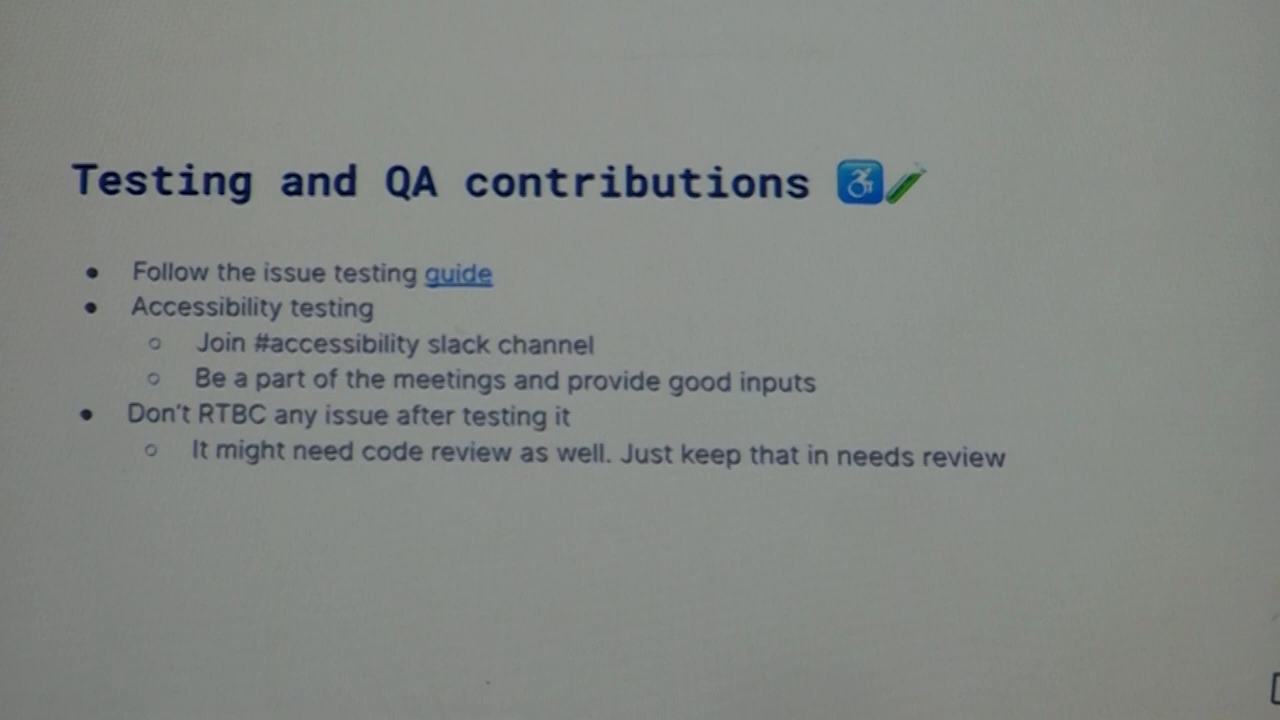 Testing and QA contributions ♿🧪
● Follow the issue testing guide
● Accessibility testing
○ Join #accessibility slack channel
○ Be a part of the meetings and provide good inputs
● Don't RTBC any issue after testing it
○ It might need code review as well. Just keep that in needs review